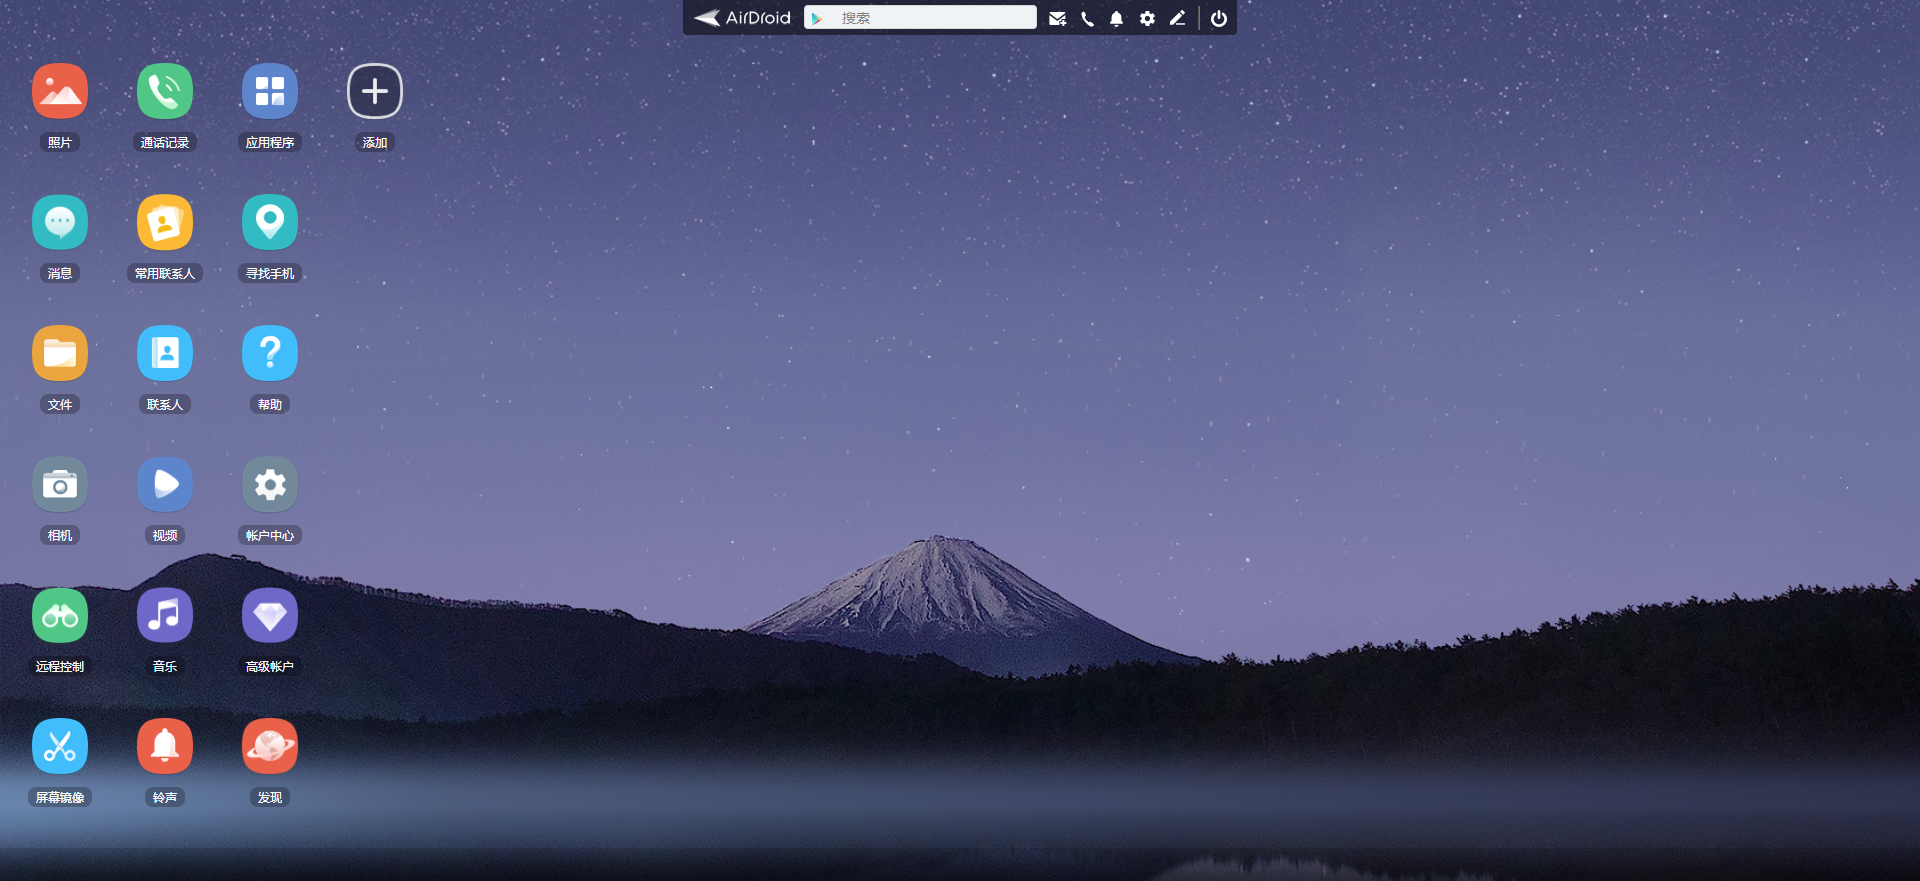 AirDroid 搜索
照片 通话记录 应用程序 添加
消息 常用联系人 寻找手机
文件 联系人 帮助
相机 视频 帐户中心
远程控制 音乐 高级帐户
屏幕镜像 铃声 发现